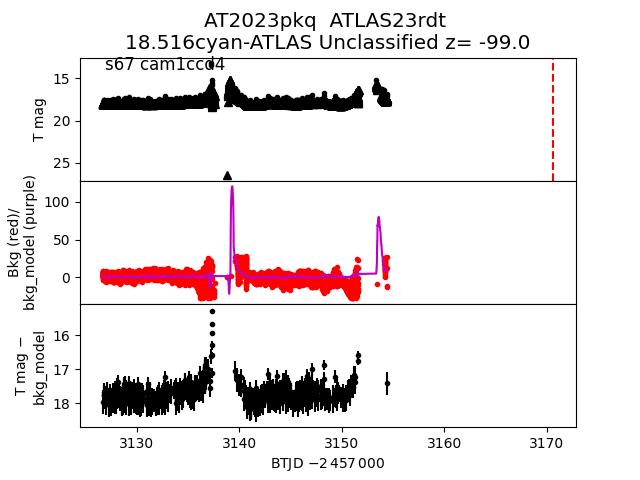 AT2023pkq  ATLAS23rdt
18.516cyan-ATLAS Unclassified z= -99.0
s67 cam1ccd4
15
20
25
T mag
100
50
0
Bkg (red)/
bkg_model (purple)
16
17
18
T mag −
bkg_model
3130 3140 3150 3160 3170
BTJD −2 457 000